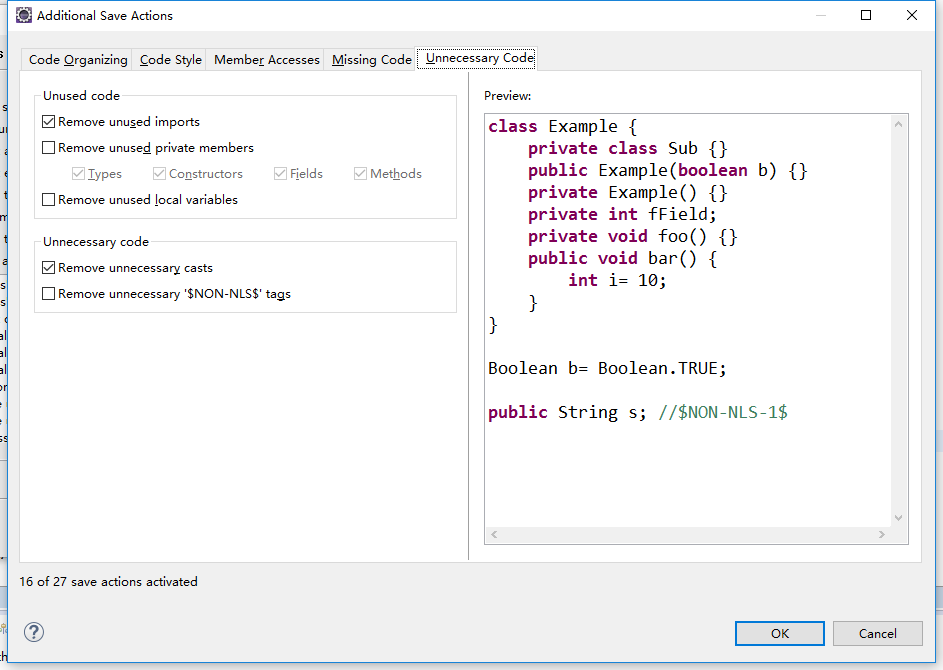 Additional Save Actions
Code Organizing Code Style Member Accesses Missing Code Unnecessary Code
Unused code
Remove unused imports
Remove unused private members
Types Constructors Fields Methods
Remove unused local variables
Unnecessary code
Remove unnecessary casts
Remove unnecessary '$NON-NLS$' tags
Preview:
class Example {
    private class Sub {}
    public Example(boolean b) {}
    private Example() {}
    private int fField;
    private void foo() {}
    public void bar() {
        int i= 10;
    }
}
Boolean b= Boolean.TRUE;
public String s; //$NON-NLS-1$
16 of 27 save actions activated
?
OK Cancel